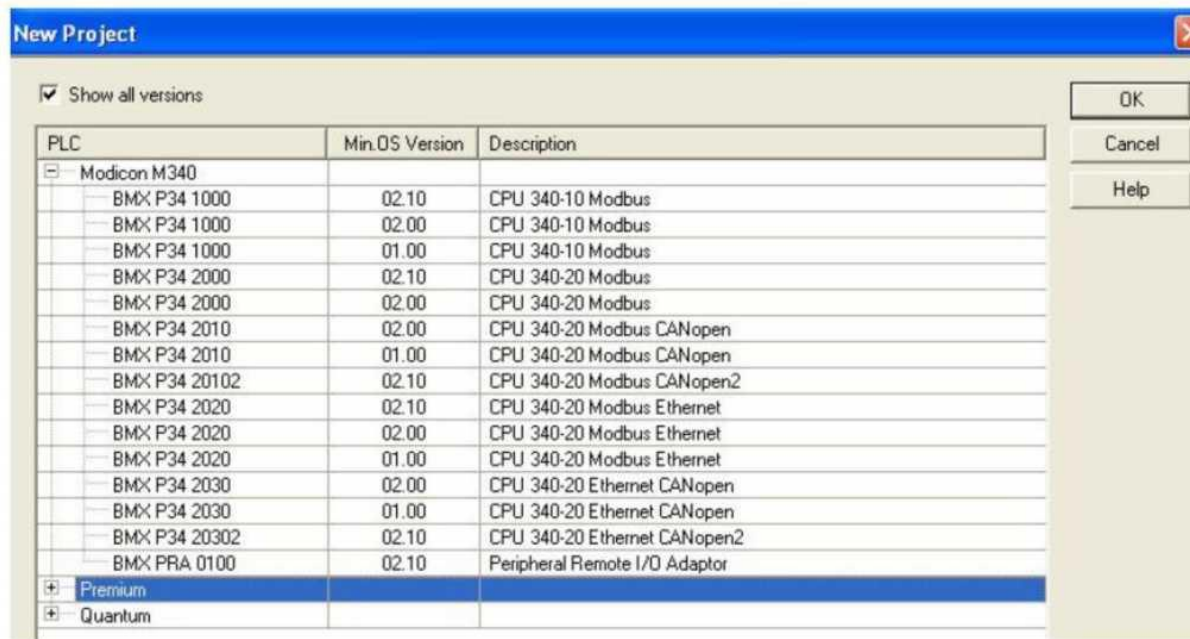 New Project
Show all versions
OK
Cancel
Help
PLC Min.OS Version Description
Modicon M340
BMX P34 1000 02.10 CPU 340-10 Modbus
BMX P34 1000 02.00 CPU 340-10 Modbus
BMX P34 1000 01.00 CPU 340-10 Modbus
BMX P34 2000 02.10 CPU 340-20 Modbus
BMX P34 2000 02.00 CPU 340-20 Modbus
BMX P34 2010 02.00 CPU 340-20 Modbus CANopen
BMX P34 2010 01.00 CPU 340-20 Modbus CANopen
BMX P34 20102 02.10 CPU 340-20 Modbus CANopen2
BMX P34 2020 02.10 CPU 340-20 Modbus Ethernet
BMX P34 2020 02.00 CPU 340-20 Modbus Ethernet
BMX P34 2020 01.00 CPU 340-20 Modbus Ethernet
BMX P34 2030 02.00 CPU 340-20 Ethernet CANopen
BMX P34 2030 01.00 CPU 340-20 Ethernet CANopen
BMX P34 20302 02.10 CPU 340-20 Ethernet CANopen2
BMX PRA 0100 02.10 Peripheral Remote I/O Adaptor
Premium
Quantum